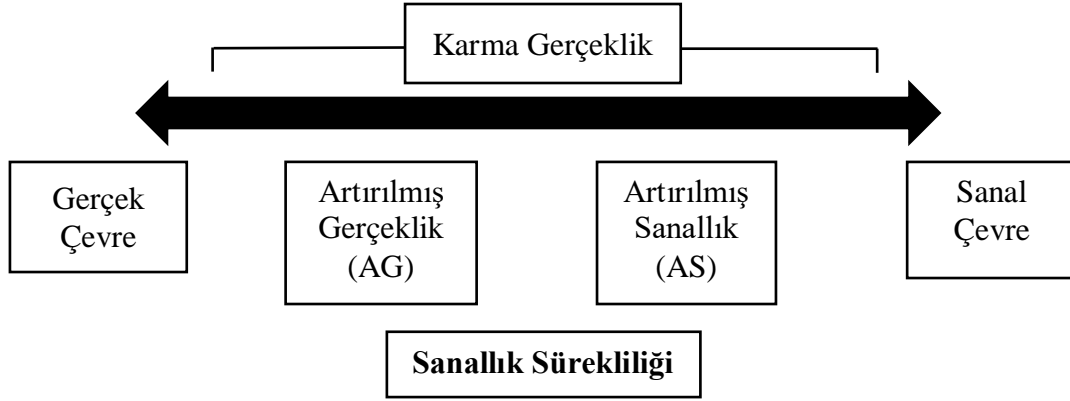 Karma Gerçeklik
Gerçek
Çevre
Artırılmış
Gerçeklik
(AG)
Artırılmış
Sanallık
(AS)
Sanal
Çevre
Sanallık Sürekliliği